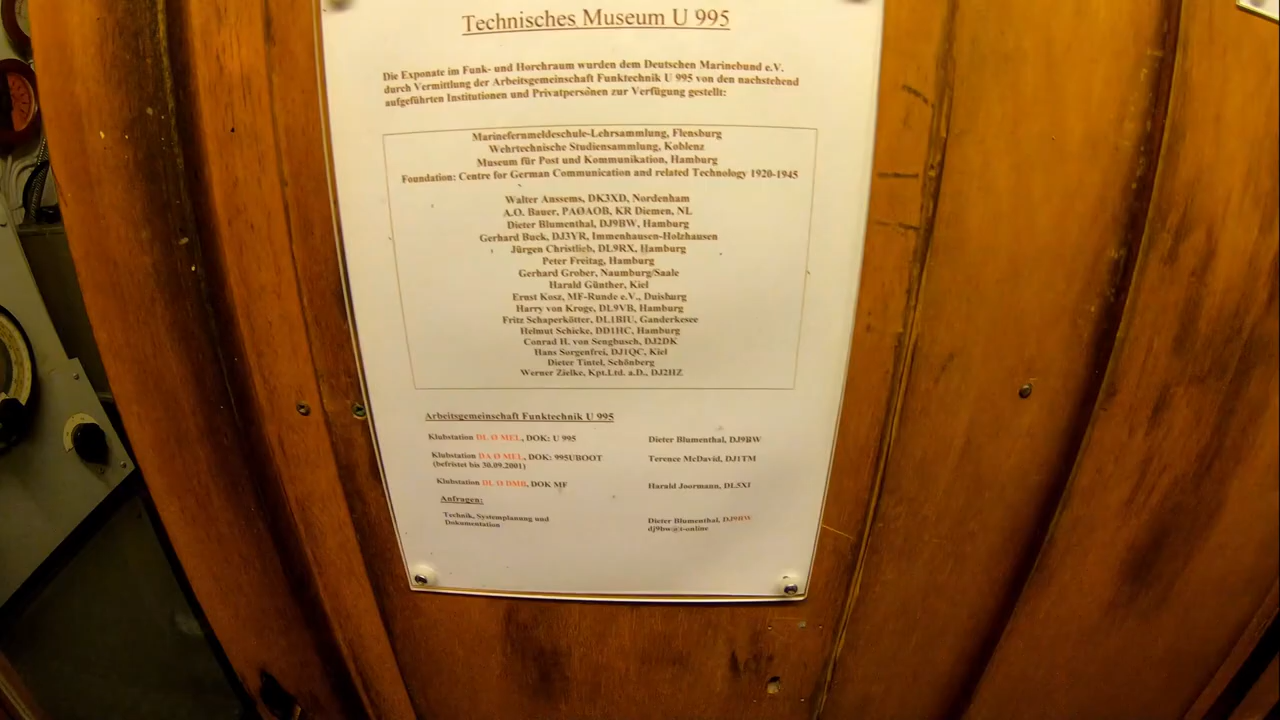 Technisches Museum U 995
Die Exponate im Funk- und Horchraum wurden dem Deutschen Marinebund e.V.
durch Vermittlung der Arbeitsgemeinschaft Funktechnik U 995 von den nachstehend
aufgeführten Institutionen und Privatpersonen zur Verfügung gestellt:
Marinefernmeldeschule-Lehrsammlung, Flensburg
Wehrtechnische Studiensammlung, Koblenz
Museum für Post und Kommunikation, Hamburg
Foundation: Centre for German Communication and related Technology 1920-1945
Walter Anssems, DK3XD, Nordenham
A.O. Bauer, PAØAOB, KR Diemen, NL
Dieter Blumenthal, DJ9BW, Hamburg
Gerhard Buck, DJ3YR, Immenhausen-Holzhausen
Jürgen Christlieb, DL9RX, Hamburg
Peter Freitag, Hamburg
Gerhard Grober, Naumburg/Saale
Harald Günther, Kiel
Ernst Kosz, MF-Runde e.V., Duisburg
Harry von Kroge, DL9VB, Hamburg
Fritz Schaperkötter, DL1BIU, Ganderkesee
Helmut Schicke, DD1HC, Hamburg
Conrad H. von Sengbusch, DJ2DK
Hans Sorgenfrei, DJ1QC, Kiel
Dieter Tintel, Schönberg
Werner Zielke, Kpt.Ltd. a.D., DJ2HZ
Arbeitsgemeinschaft Funktechnik U 995
Klubstation DL Ø MEL, DOK: U 995 Dieter Blumenthal, DJ9BW
Klubstation DA Ø MEL, DOK: 995UBOOT Terence McDavid, DJ1TM
(befristet bis 30.09.2001)
Klubstation DL Ø DMB, DOK MF Harald Joormann, DL5XJ
Anfragen:
Technik, Systemplanung und Dieter Blumenthal, DJ9BW
Dokumentation dj9bw@t-online